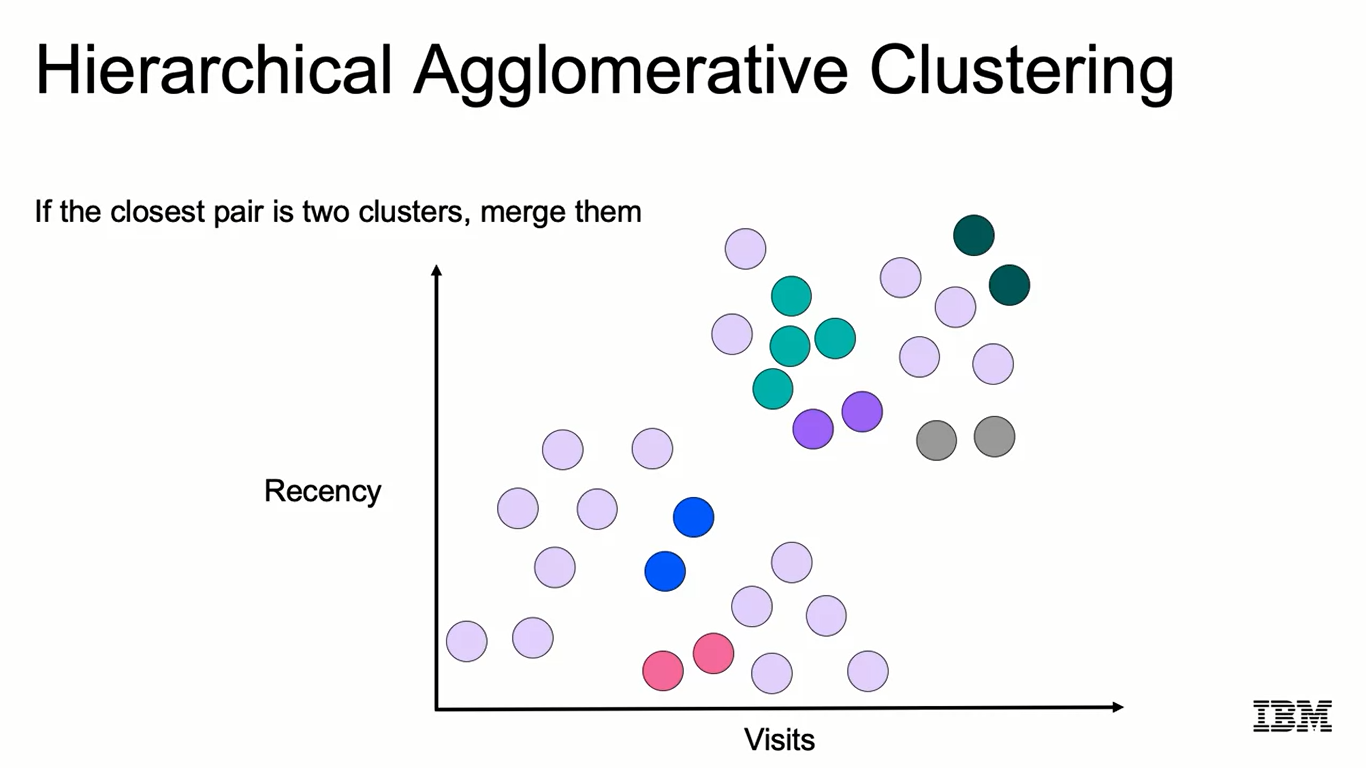 Hierarchical Agglomerative Clustering
If the closest pair is two clusters, merge them
Recency
Visits
IBM